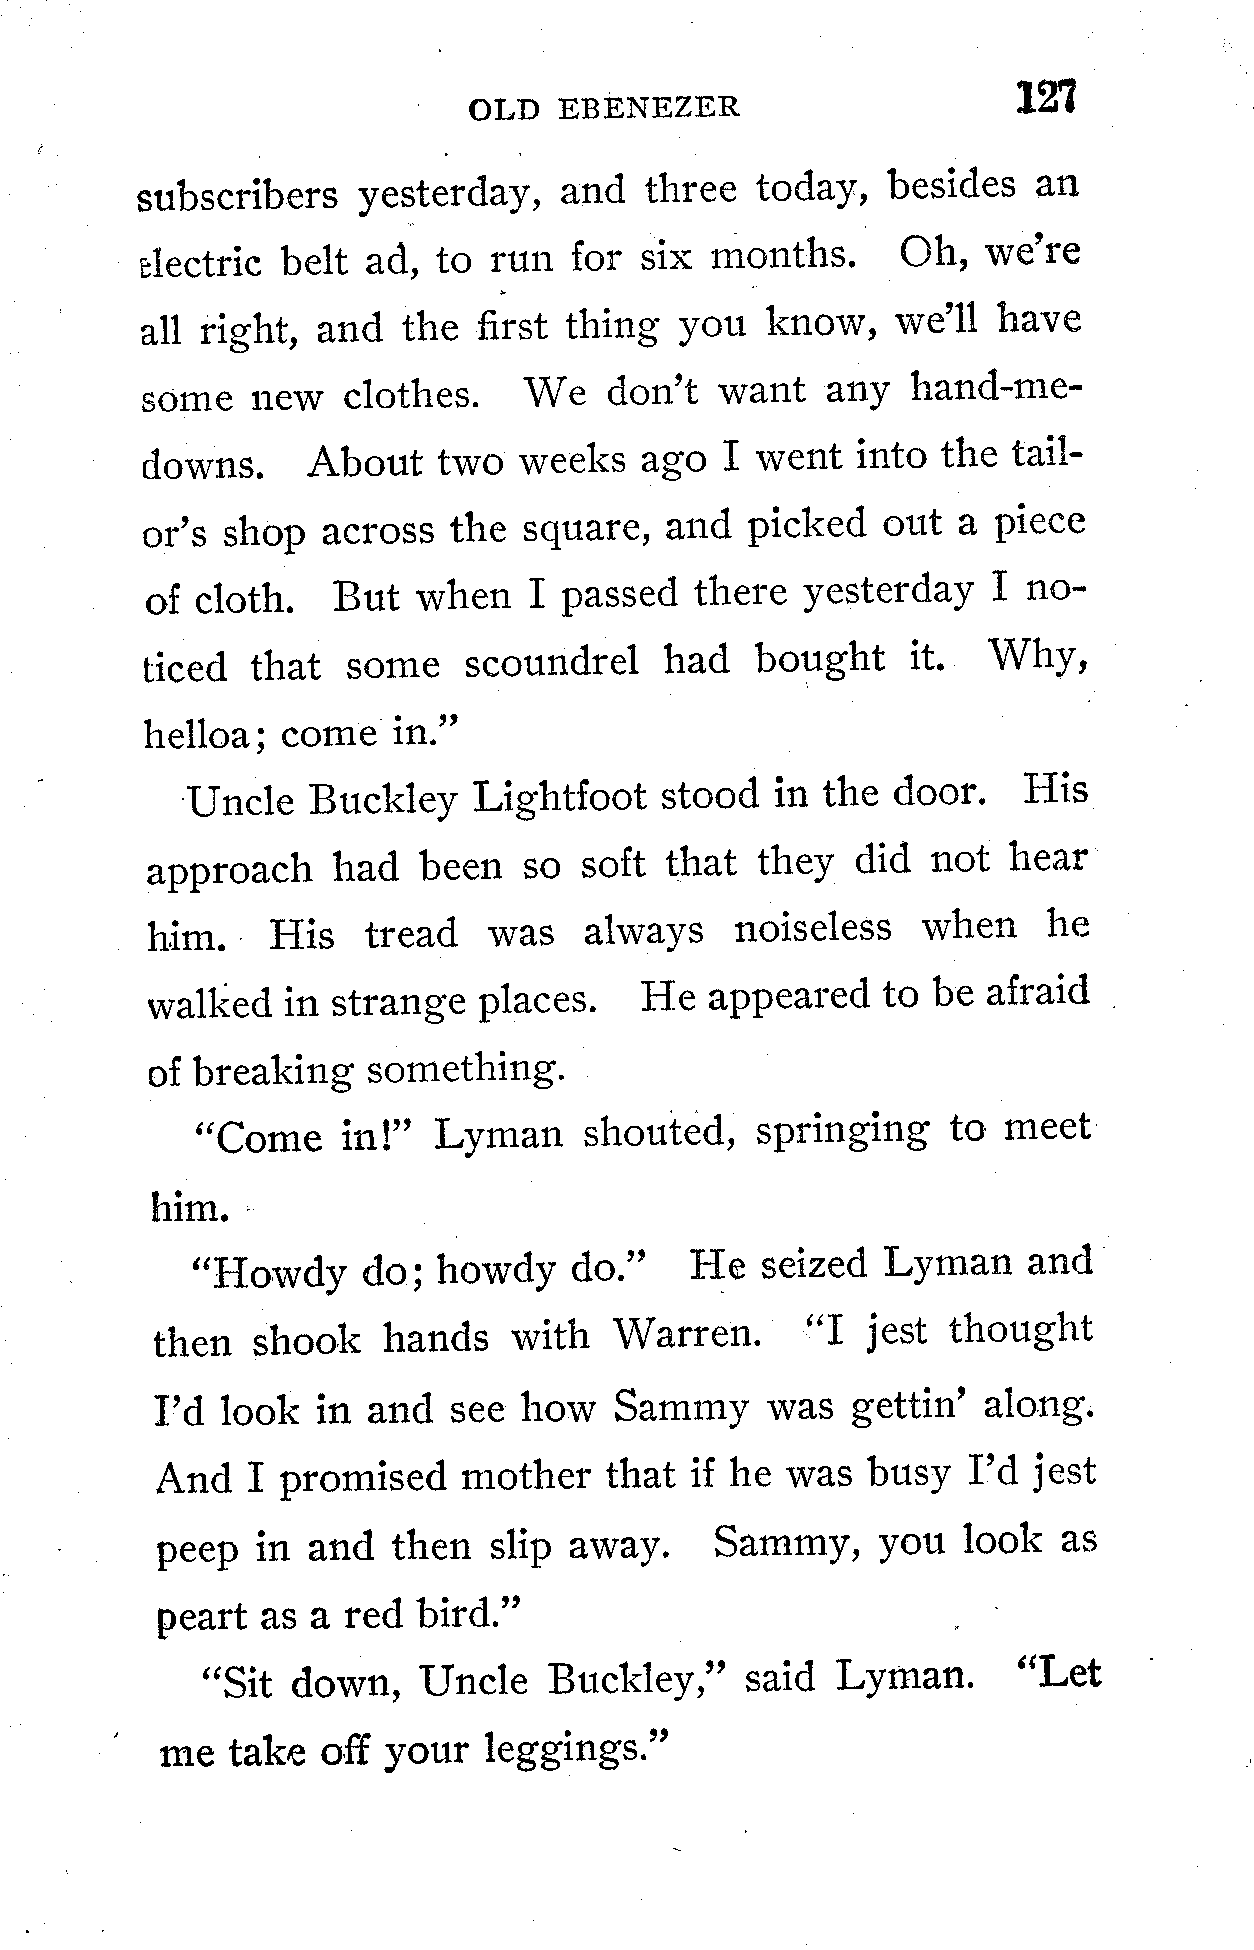 OLD EBENEZER 127
subscribers yesterday, and three today, besides an
electric belt ad, to run for six months. Oh, we're
all right, and the first thing you know, we'll have
some new clothes. We don't want any hand-me-
downs. About two weeks ago I went into the tail-
or's shop across the square, and picked out a piece
of cloth. But when I passed there yesterday I no-
ticed that some scoundrel had bought it. Why,
helloa; come in."
Uncle Buckley Lightfoot stood in the door. His
approach had been so soft that they did not hear
him. His tread was always noiseless when he
walked in strange places. He appeared to be afraid
of breaking something.
"Come in!" Lyman shouted, springing to meet
him.
"Howdy do; howdy do." He seized Lyman and
then shook hands with Warren. "I jest thought
I'd look in and see how Sammy was gettin' along.
And I promised mother that if he was busy I'd jest
peep in and then slip away. Sammy, you look as
peart as a red bird."
"Sit down, Uncle Buckley," said Lyman. "Let
me take off your leggings."